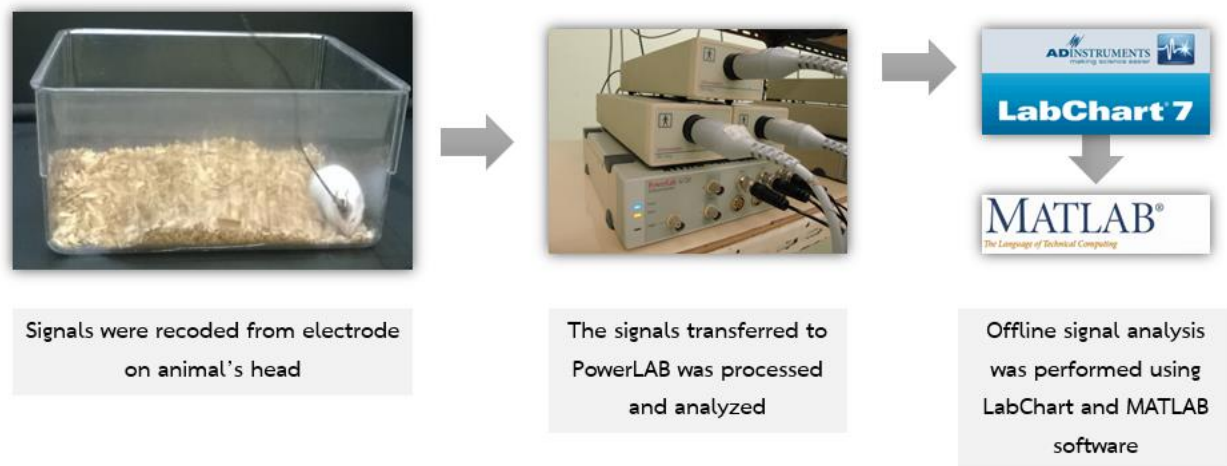 ADINSTRUMENTS
making science easier
LabChart® 7
PowerLab
MATLAB®
The Language of Technical Computing
Signals were recoded from electrode
on animal's head
The signals transferred to
PowerLAB was processed
and analyzed
Offline signal analysis
was performed using
LabChart and MATLAB
software